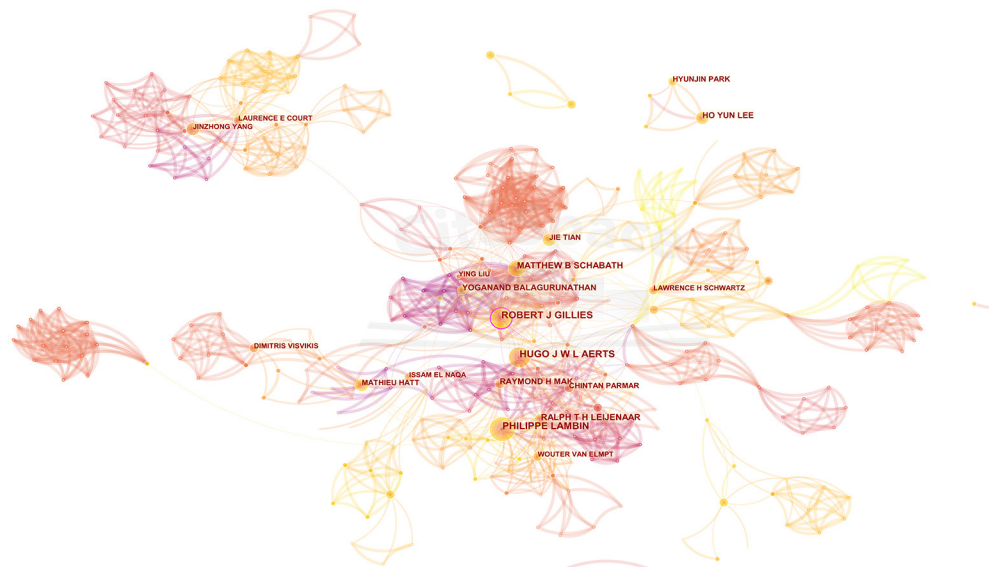 HYUNJIN PARK
HO YUN LEE
LAURENCE E COURT
JINZHONG YANG
JIE TIAN
MATTHEW B SCHABATH
YING LIU
YOGANAND BALAGURUNATHAN
LAWRENCE H SCHWARTZ
ROBERT J GILLIES
DIMITRIS VISVIKIS
HUGO J W L AERTS
ISSAM EL NAQA
MATHIEU HATT
RAYMOND H MAK
CHINTAN PARMAR
RALPH T H LEIJENAAR
PHILIPPE LAMBIN
WOUTER VAN ELMPT